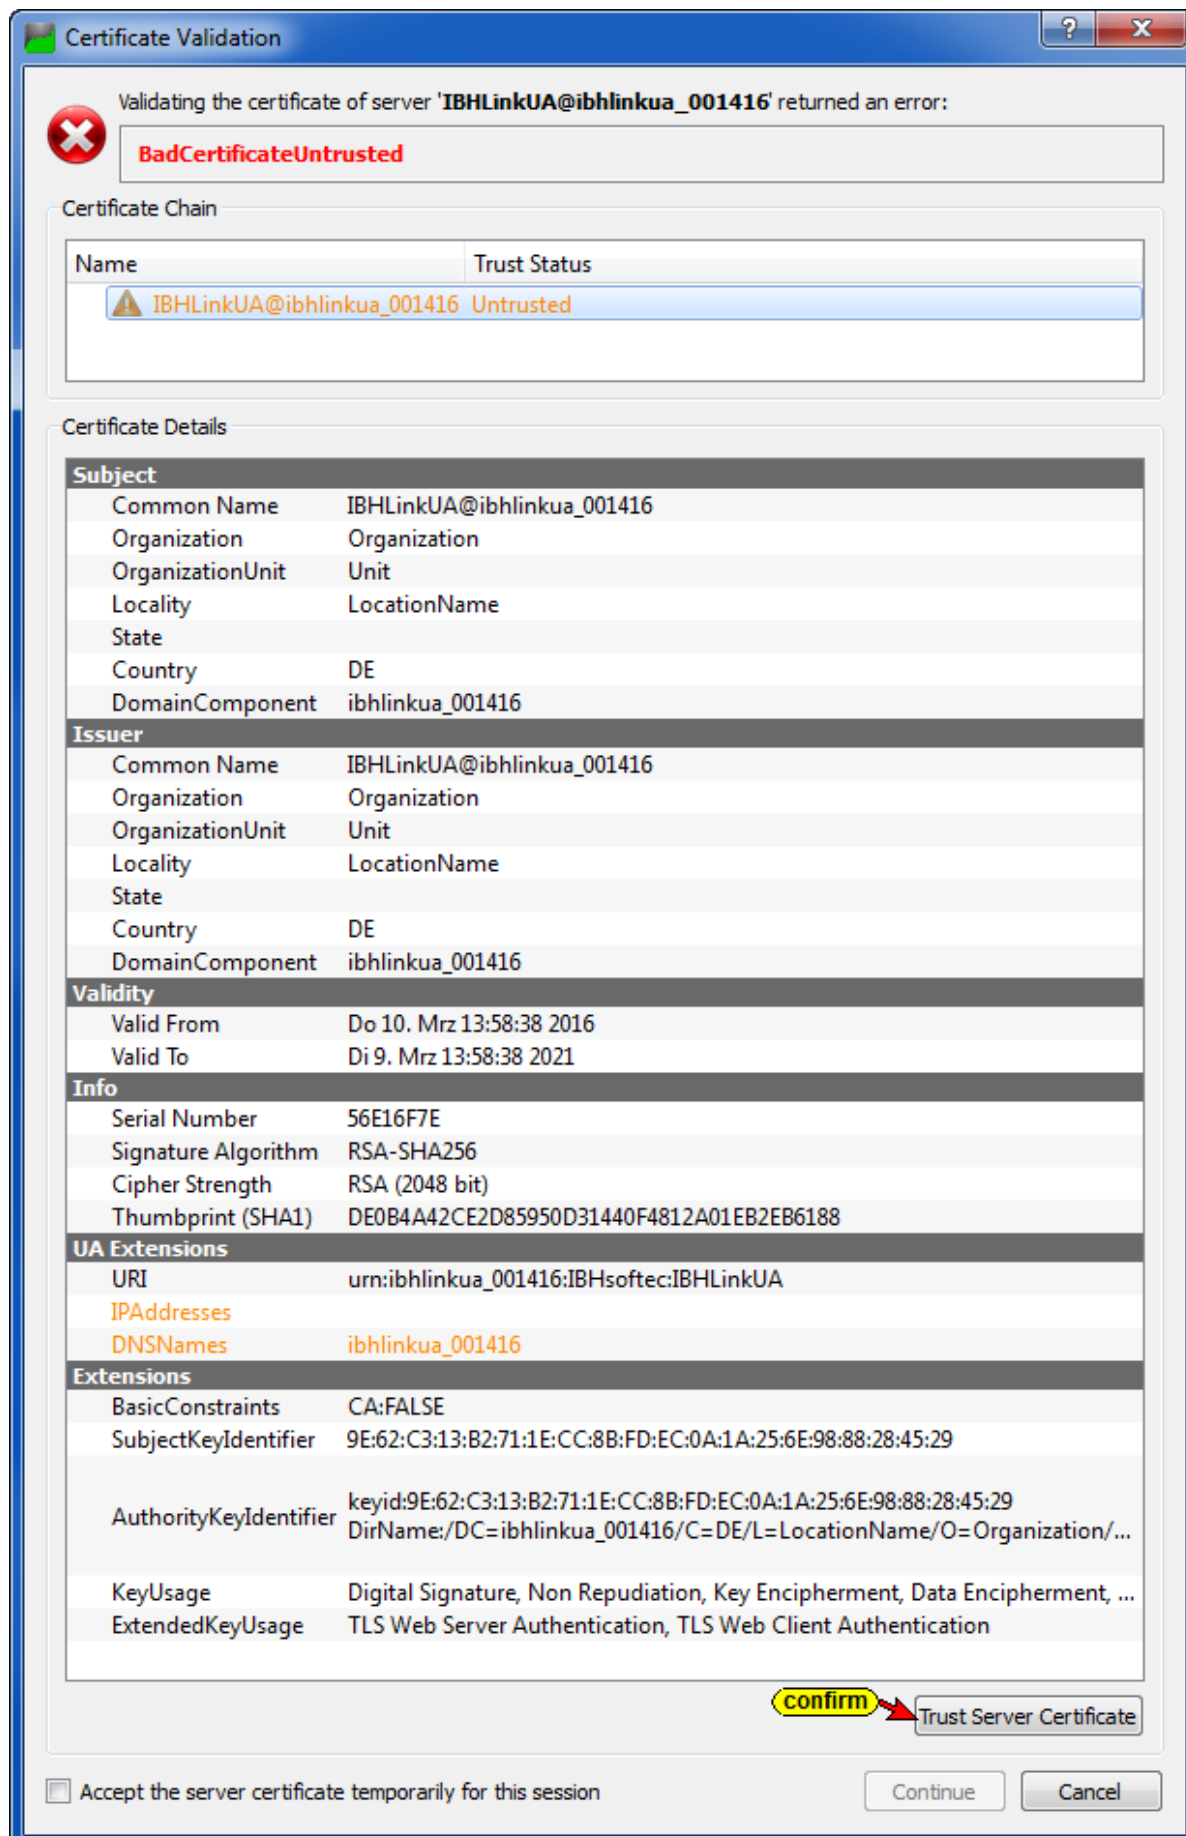 Certificate Validation
Validating the certificate of server 'IBHLinkUA@ibhlinkua_001416' returned an error:
BadCertificateUntrusted
Certificate Chain
Name Trust Status
IBHLinkUA@ibhlinkua_001416 Untrusted
Certificate Details
Subject
Common Name IBHLinkUA@ibhlinkua_001416
Organization Organization
OrganizationUnit Unit
Locality LocationName
State
Country DE
DomainComponent ibhlinkua_001416
Issuer
Common Name IBHLinkUA@ibhlinkua_001416
Organization Organization
OrganizationUnit Unit
Locality LocationName
State
Country DE
DomainComponent ibhlinkua_001416
Validity
Valid From Do 10. Mrz 13:58:38 2016
Valid To Di 9. Mrz 13:58:38 2021
Info
Serial Number 56E16F7E
Signature Algorithm RSA-SHA256
Cipher Strength RSA (2048 bit)
Thumbprint (SHA1) DE0B4A42CE2D85950D31440F4812A01EB2EB6188
UA Extensions
URI urn:ibhlinkua_001416:IBHsoftec:IBHLinkUA
IPAddresses
DNSNames ibhlinkua_001416
Extensions
BasicConstraints CA:FALSE
SubjectKeyIdentifier 9E:62:C3:13:B2:71:1E:CC:8B:FD:EC:0A:1A:25:6E:98:88:28:45:29
AuthorityKeyIdentifier keyid:9E:62:C3:13:B2:71:1E:CC:8B:FD:EC:0A:1A:25:6E:98:88:28:45:29
DirName:/DC=ibhlinkua_001416/C=DE/L=LocationName/O=Organization/...
KeyUsage Digital Signature, Non Repudiation, Key Encipherment, Data Encipherment, ...
ExtendedKeyUsage TLS Web Server Authentication, TLS Web Client Authentication
confirm Trust Server Certificate
Accept the server certificate temporarily for this session Continue Cancel